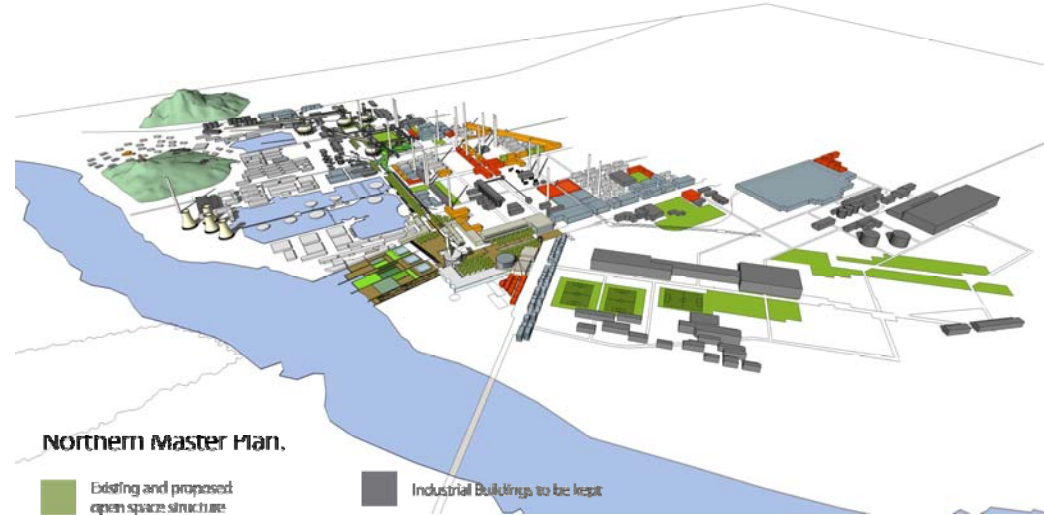 Northern Master Plan.
Existing and proposed
open space structure
Industrial Buildings to be kept